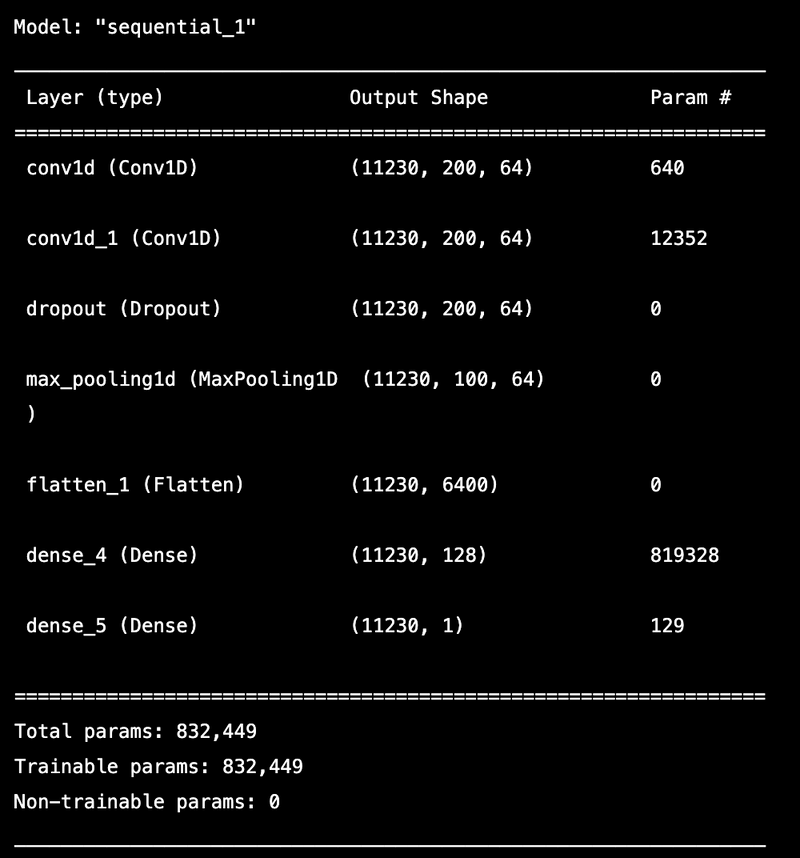 Model: "sequential_1"
Layer (type) Output Shape Param #
=================================================================
conv1d (Conv1D) (11230, 200, 64) 640
conv1d_1 (Conv1D) (11230, 200, 64) 12352
dropout (Dropout) (11230, 200, 64) 0
max_pooling1d (MaxPooling1D (11230, 100, 64) 0
)
flatten_1 (Flatten) (11230, 6400) 0
dense_4 (Dense) (11230, 128) 819328
dense_5 (Dense) (11230, 1) 129
=================================================================
Total params: 832,449
Trainable params: 832,449
Non-trainable params: 0